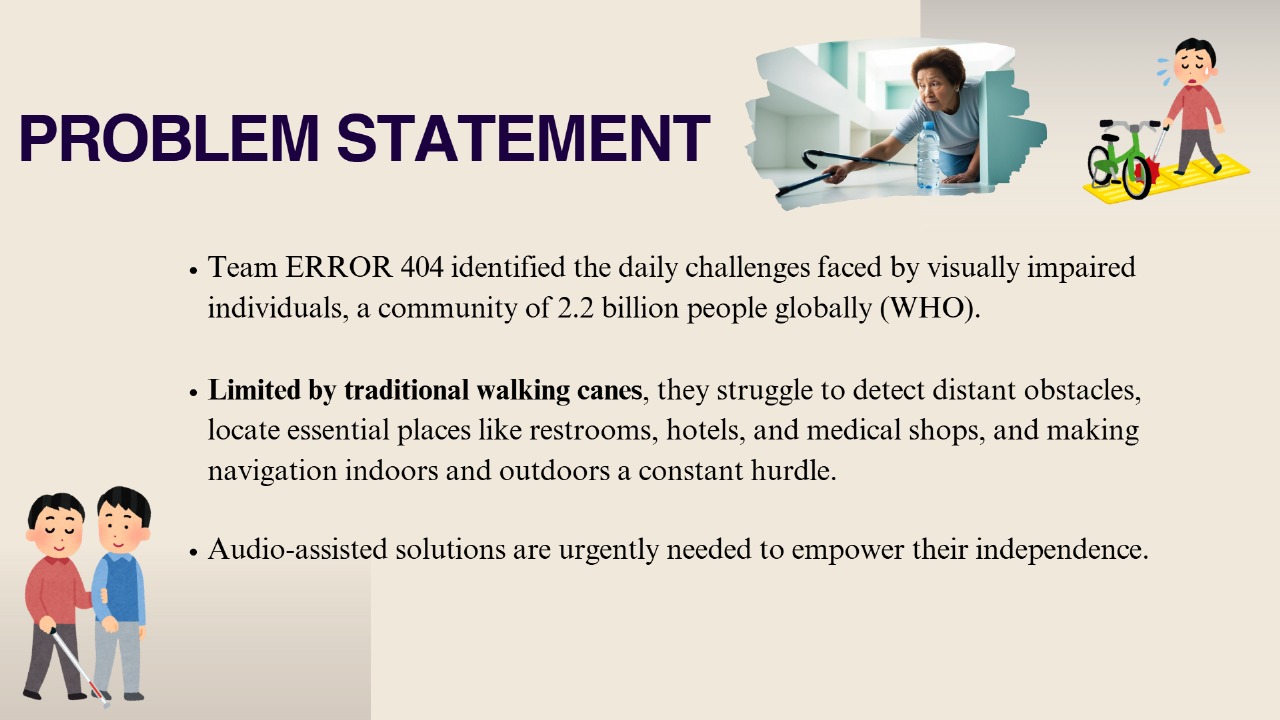 PROBLEM STATEMENT
• Team ERROR 404 identified the daily challenges faced by visually impaired
individuals, a community of 2.2 billion people globally (WHO).
• Limited by traditional walking canes, they struggle to detect distant obstacles,
locate essential places like restrooms, hotels, and medical shops, and making
navigation indoors and outdoors a constant hurdle.
• Audio-assisted solutions are urgently needed to empower their independence.